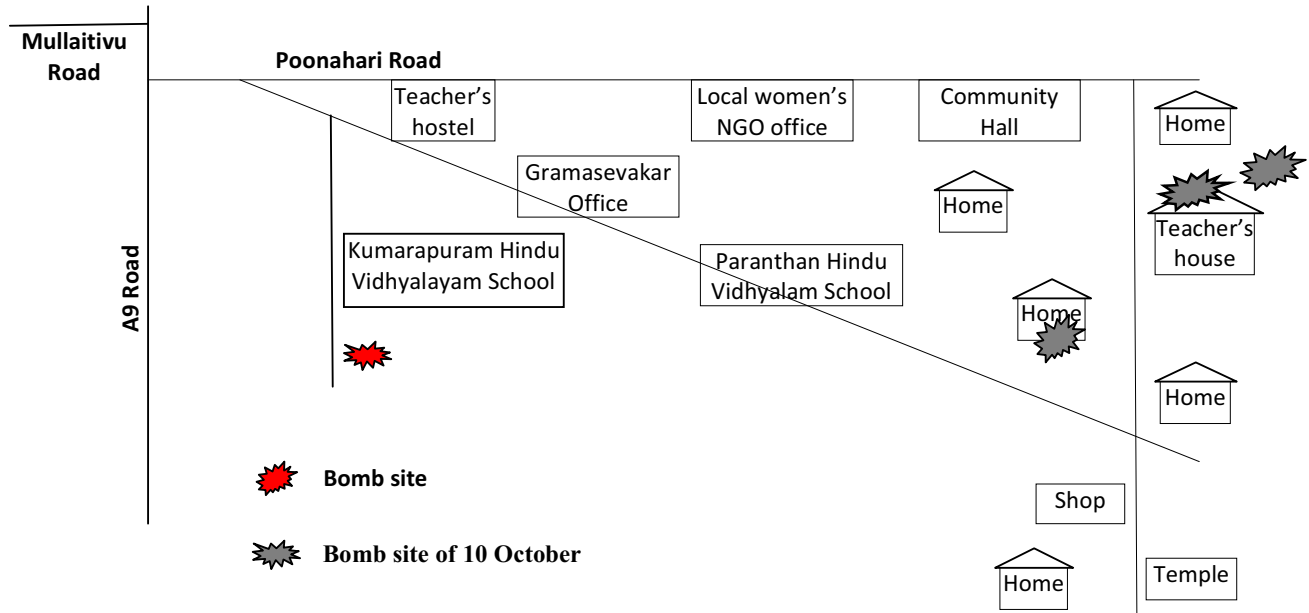 Mullaitivu
Road
Poonahari Road
Teacher's
hostel
Local women's
NGO office
Community
Hall
Home
Gramasevakar
Office
Home
Teacher's
house
A9 Road
Kumarapuram Hindu
Vidhyalayam School
Paranthan Hindu
Vidhyalam School
Home
Home
Bomb site
Shop
Bomb site of 10 October
Home
Temple